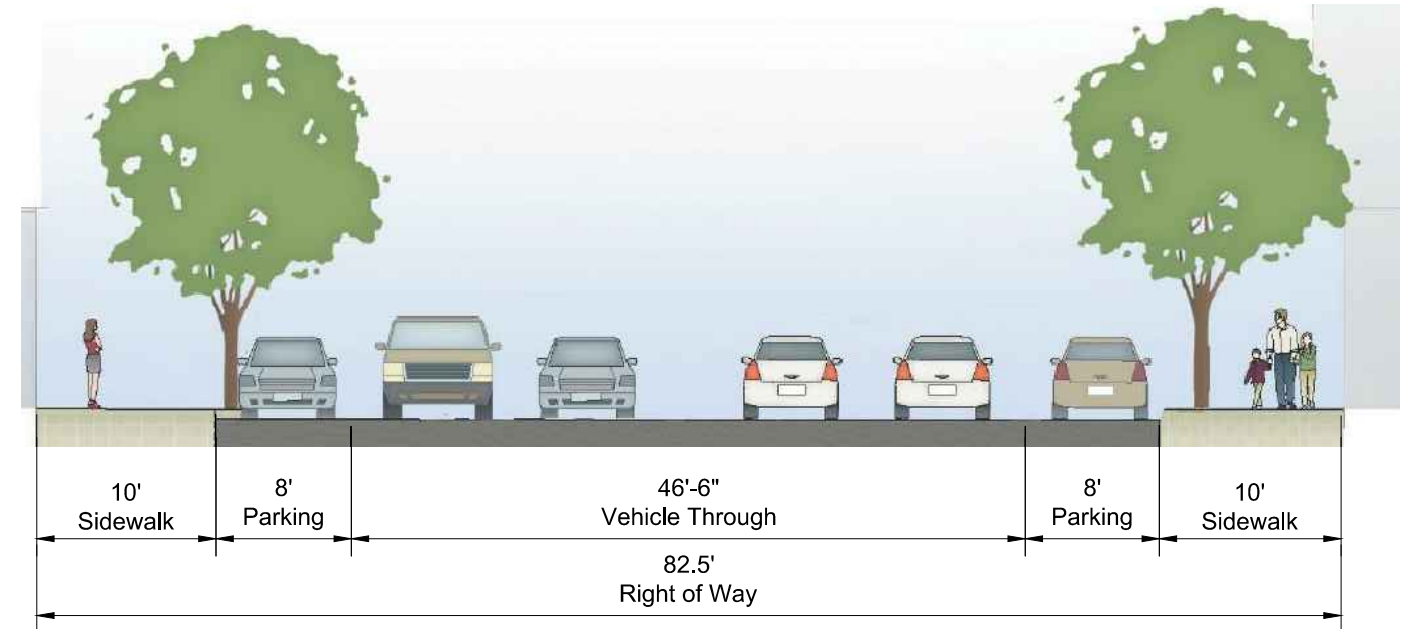 10'
Sidewalk
8'
Parking
46'-6"
Vehicle Through
8'
Parking
10'
Sidewalk
82.5'
Right of Way